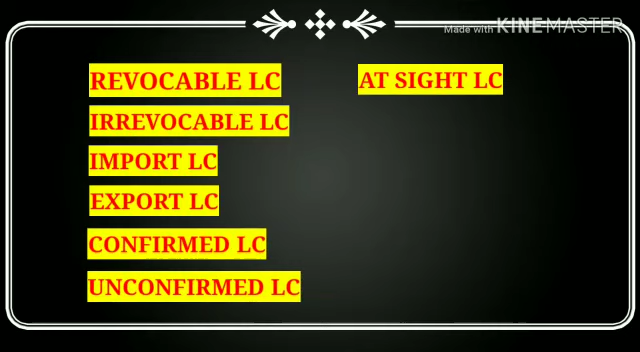 Made with KINEMASTER
REVOCABLE LC
AT SIGHT LC
IRREVOCABLE LC
IMPORT LC
EXPORT LC
CONFIRMED LC
UNCONFIRMED LC